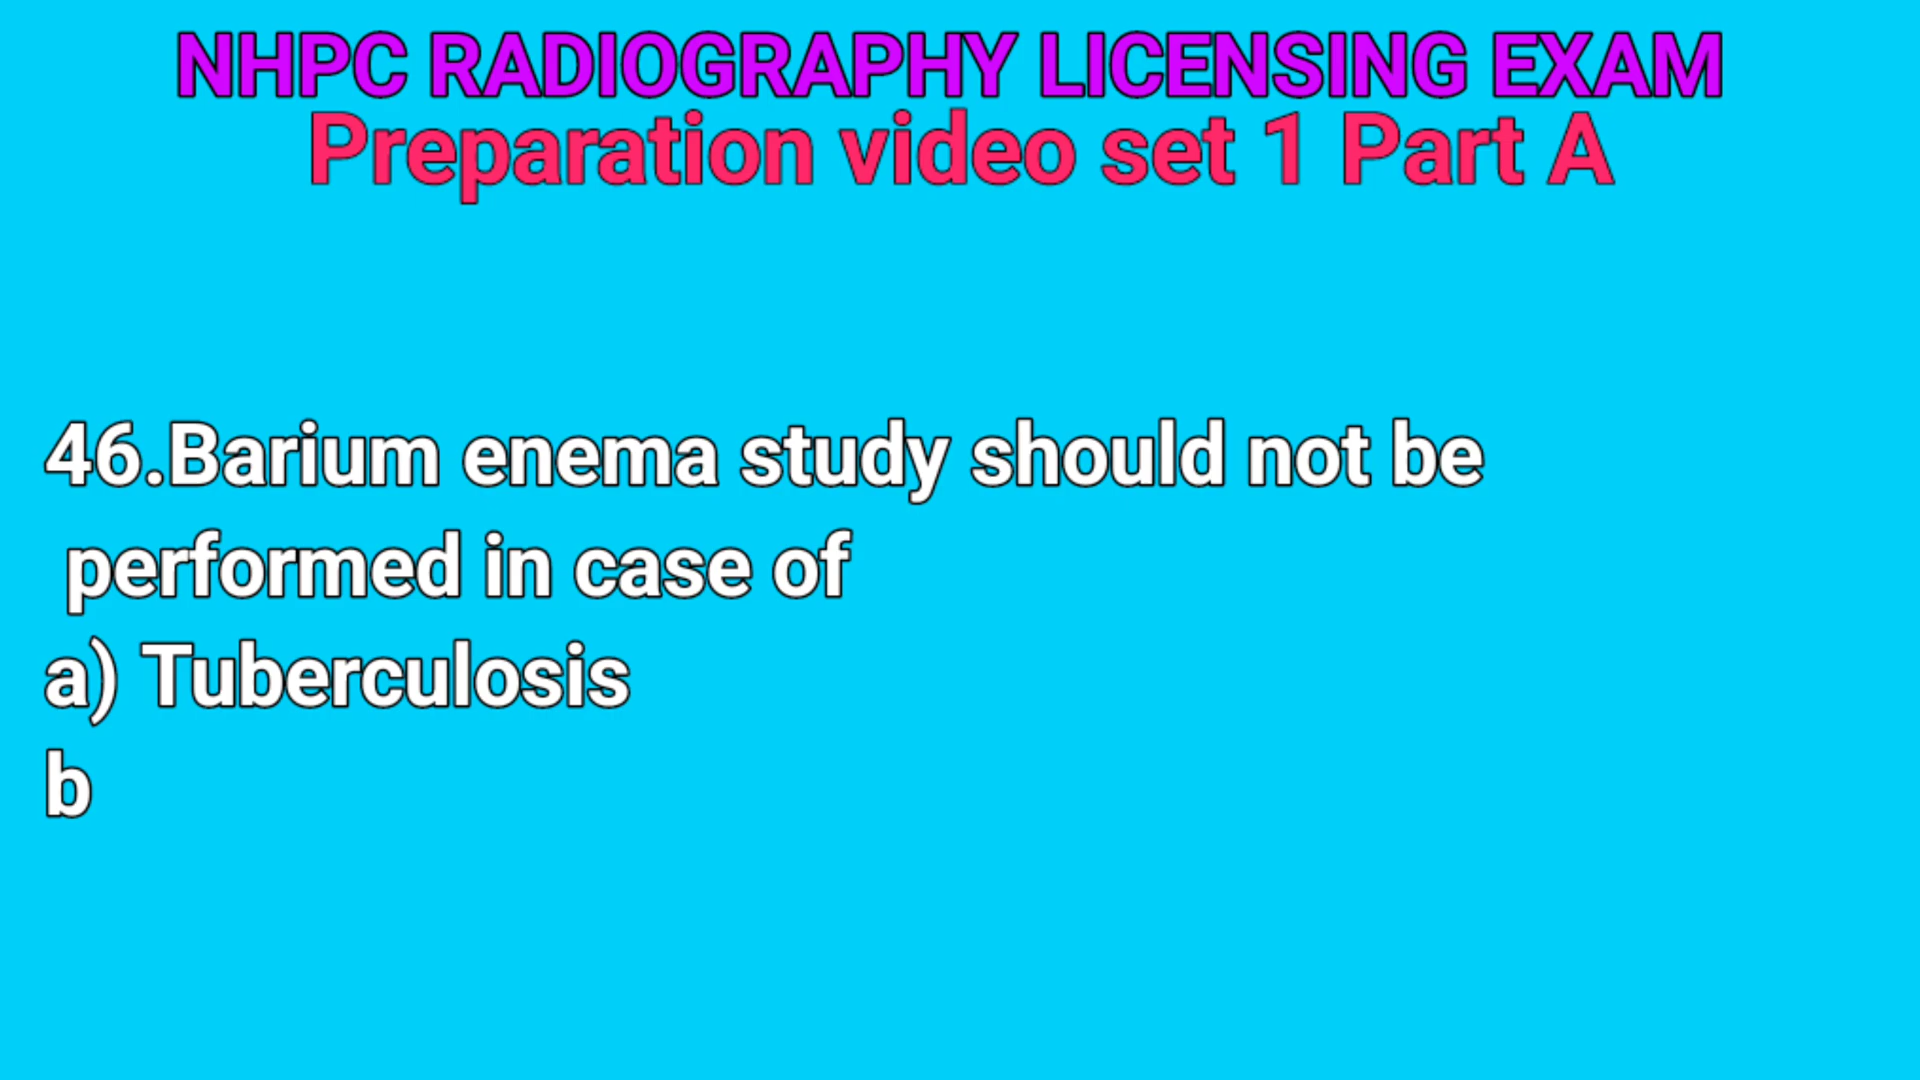 NHPC RADIOGRAPHY LICENSING EXAM
Preparation video set 1 Part A
46.Barium enema study should not be
performed in case of
a) Tuberculosis
b